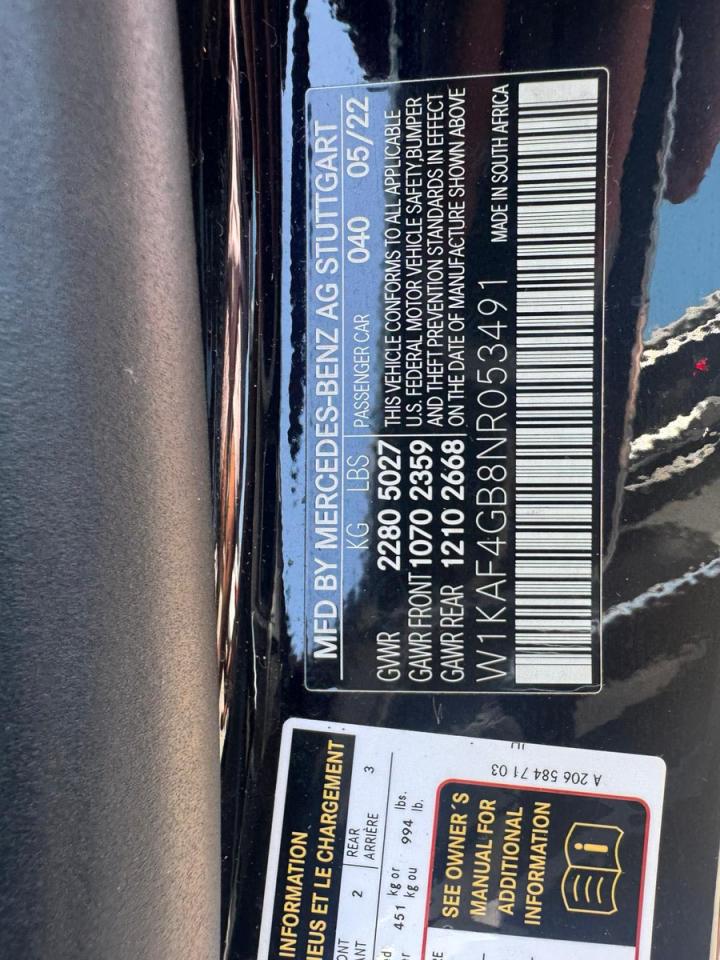 MFD BY MERCEDES-BENZ AG STUTTGART
KG LBS PASSENGER CAR 040 05/22
GVWR 2280 5027
GAWR FRONT 1070 2359
GAWR REAR 1210 2668
THIS VEHICLE CONFORMS TO ALL APPLICABLE
U.S. FEDERAL MOTOR VEHICLE SAFETY,BUMPER
AND THEFT PREVENTION STANDARDS IN EFFECT
ON THE DATE OF MANUFACTURE SHOWN ABOVE
W1KAF4GB8NR053491 MADE IN SOUTH AFRICA
INFORMATION
ET LE CHARGEMENT
2 REAR 3
ARRIÈRE
451 kg or 994 lbs.
kg ou lb.
SEE OWNER'S
MANUAL FOR
ADDITIONAL
INFORMATION
A 206 584 71 03